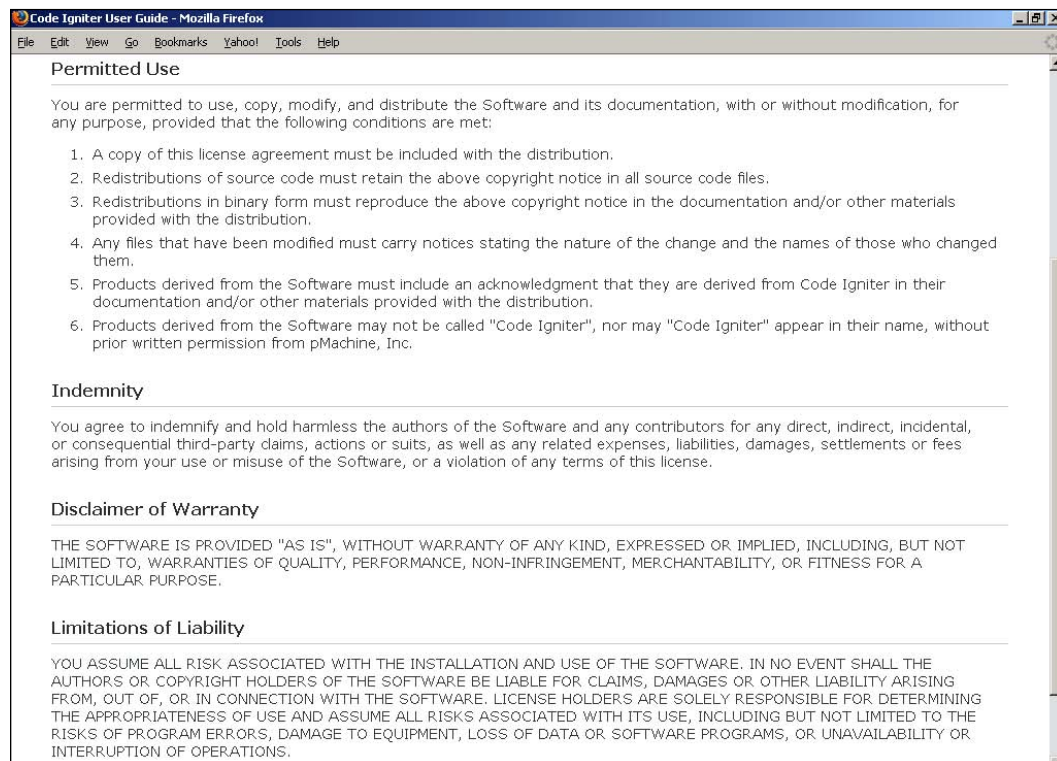 Code Igniter User Guide - Mozilla Firefox
File Edit View Go Bookmarks Yahoo! Tools Help
Permitted Use
You are permitted to use, copy, modify, and distribute the Software and its documentation, with or without modification, for
any purpose, provided that the following conditions are met:
1. A copy of this license agreement must be included with the distribution.
2. Redistributions of source code must retain the above copyright notice in all source code files.
3. Redistributions in binary form must reproduce the above copyright notice in the documentation and/or other materials
provided with the distribution.
4. Any files that have been modified must carry notices stating the nature of the change and the names of those who changed
them.
5. Products derived from the Software must include an acknowledgment that they are derived from Code Igniter in their
documentation and/or other materials provided with the distribution.
6. Products derived from the Software may not be called "Code Igniter", nor may "Code Igniter" appear in their name, without
prior written permission from pMachine, Inc.
Indemnity
You agree to indemnify and hold harmless the authors of the Software and any contributors for any direct, indirect, incidental,
or consequential third-party claims, actions or suits, as well as any related expenses, liabilities, damages, settlements or fees
arising from your use or misuse of the Software, or a violation of any terms of this license.
Disclaimer of Warranty
THE SOFTWARE IS PROVIDED "AS IS", WITHOUT WARRANTY OF ANY KIND, EXPRESSED OR IMPLIED, INCLUDING, BUT NOT
LIMITED TO, WARRANTIES OF QUALITY, PERFORMANCE, NON-INFRINGEMENT, MERCHANTABILITY, OR FITNESS FOR A
PARTICULAR PURPOSE.
Limitations of Liability
YOU ASSUME ALL RISK ASSOCIATED WITH THE INSTALLATION AND USE OF THE SOFTWARE. IN NO EVENT SHALL THE
AUTHORS OR COPYRIGHT HOLDERS OF THE SOFTWARE BE LIABLE FOR CLAIMS, DAMAGES OR OTHER LIABILITY ARISING
FROM, OUT OF, OR IN CONNECTION WITH THE SOFTWARE. LICENSE HOLDERS ARE SOLELY RESPONSIBLE FOR DETERMINING
THE APPROPRIATENESS OF USE AND ASSUME ALL RISKS ASSOCIATED WITH ITS USE, INCLUDING BUT NOT LIMITED TO THE
RISKS OF PROGRAM ERRORS, DAMAGE TO EQUIPMENT, LOSS OF DATA OR SOFTWARE PROGRAMS, OR UNAVAILABILITY OR
INTERRUPTION OF OPERATIONS.